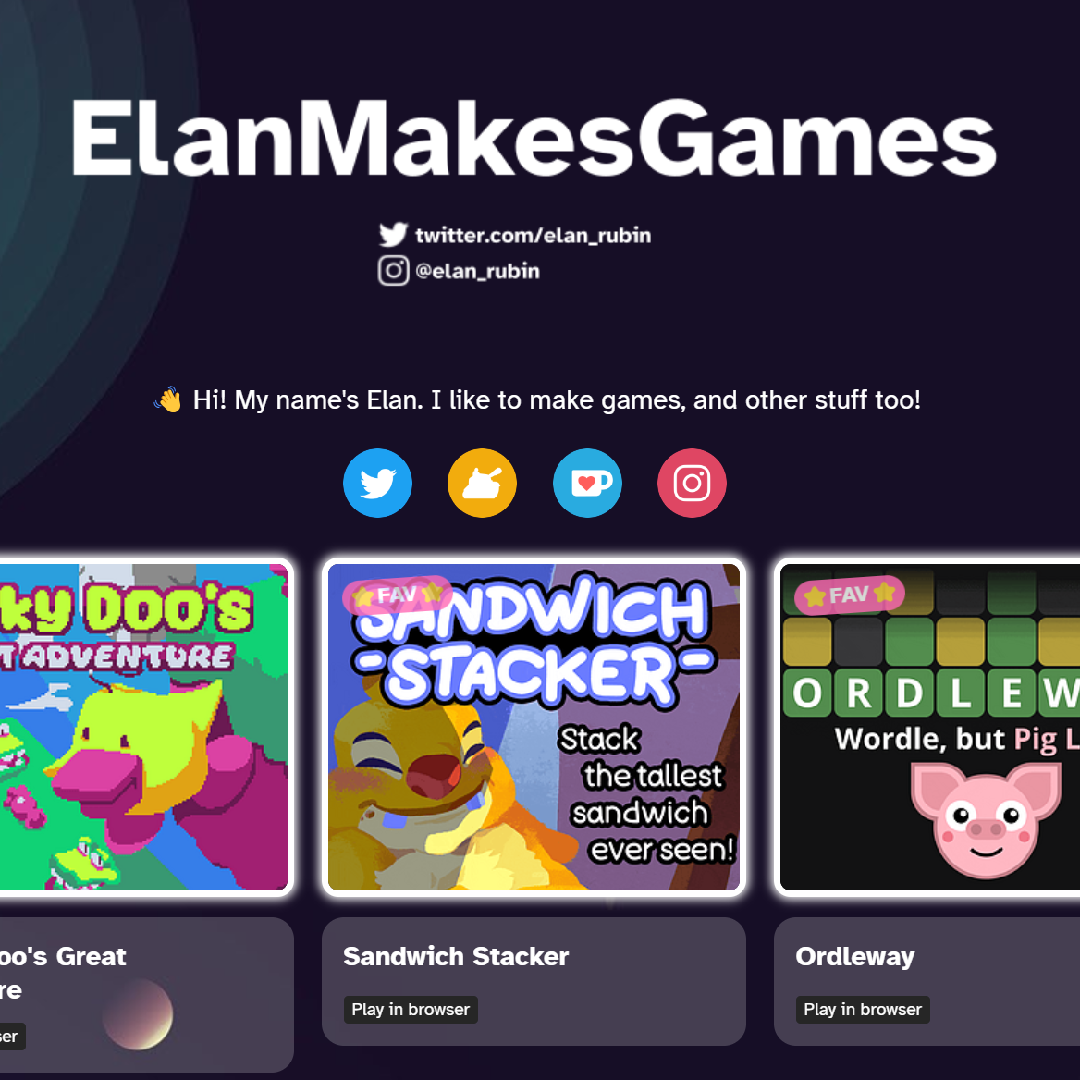 ElanMakesGames
twitter.com/elan_rubin
@elan_rubin
👋 Hi! My name's Elan. I like to make games, and other stuff too!
ky Doo's
T ADVENTURE
FAV
SANDWICH
-STACKER-
Stack
the tallest
sandwich
ever seen!
FAV
ORDLEW
Wordle, but Pig L
oo's Great
re
ser
Sandwich Stacker
Play in browser
Ordleway
Play in browser